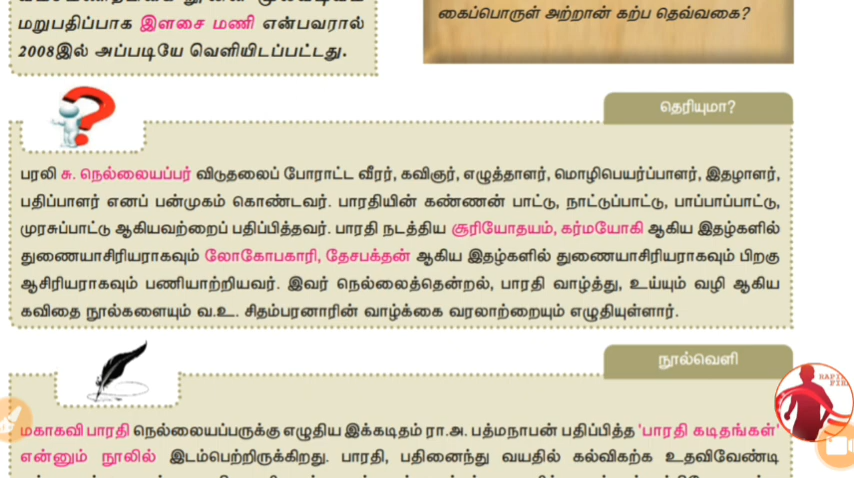 மறுபதிப்பாக இளசை மணி என்பவரால்
2008இல் அப்படியே வெளியிடப்பட்டது.
கைப்பொருள் அற்றான் கற்ப தெவ்வகை?
தெரியுமா?
பரலி சு. நெல்லையப்பர் விடுதலைப் போராட்ட வீரர், கவிஞர், எழுத்தாளர், மொழிபெயர்ப்பாளர், இதழாளர்,
பதிப்பாளர் எனப் பன்முகம் கொண்டவர். பாரதியின் கண்ணன் பாட்டு, நாட்டுப்பாட்டு, பாப்பாப்பாட்டு,
முரசுப்பாட்டு ஆகியவற்றைப் பதிப்பித்தவர். பாரதி நடத்திய சூரியோதயம், கர்மயோகி ஆகிய இதழ்களில்
துணையாசிரியராகவும் லோகோபகாரி, தேசபக்தன் ஆகிய இதழ்களில் துணையாசிரியராகவும் பிறகு
ஆசிரியராகவும் பணியாற்றியவர். இவர் நெல்லைத்தென்றல், பாரதி வாழ்த்து, உய்யும் வழி ஆகிய
கவிதை நூல்களையும் வ.உ. சிதம்பரனாரின் வாழ்க்கை வரலாற்றையும் எழுதியுள்ளார்.
நூல்வெளி
மகாகவி பாரதி நெல்லையப்பருக்கு எழுதிய இக்கடிதம் ரா.அ. பத்மநாபன் பதிப்பித்த 'பாரதி கடிதங்கள்'
என்னும் நூலில் இடம்பெற்றிருக்கிறது. பாரதி, பதினைந்து வயதில் கல்விகற்க உதவிவேண்டி